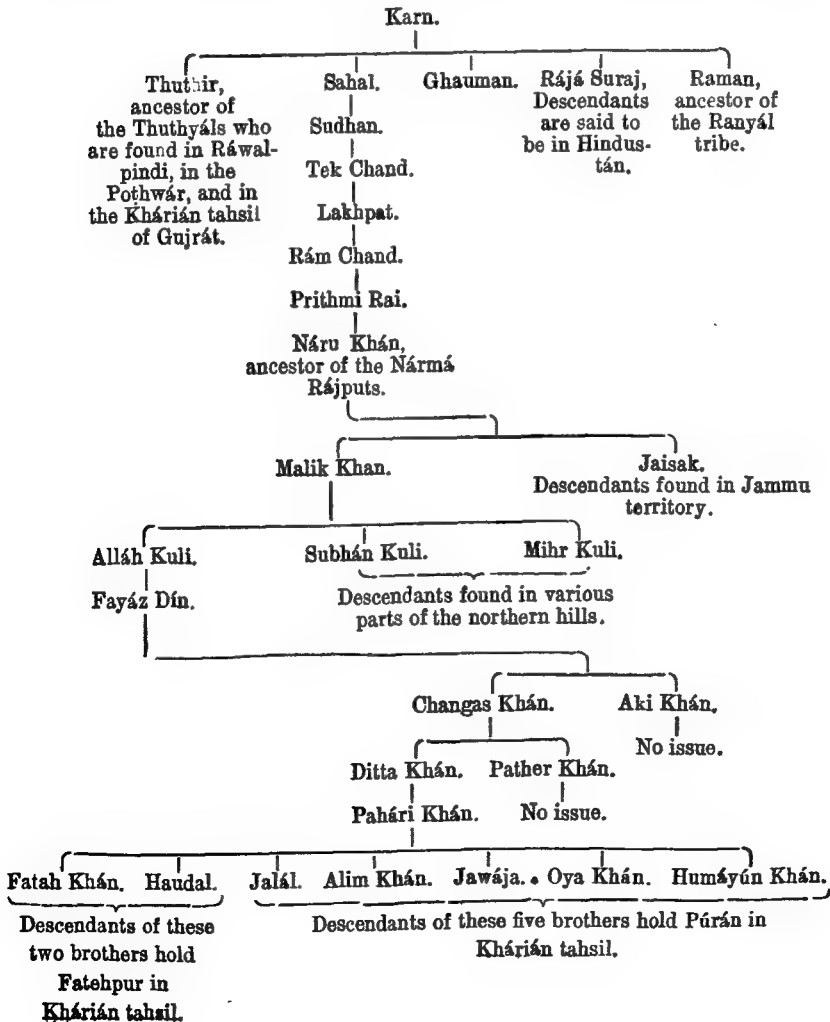 Karn.
Thuthir,
ancestor of
the Thuthyáls who
are found in Ráwal-
pindi, in the
Pothwár, and in
the Khárián tahsil
of Gujrát.
Sahal.
Ghauman.
Rájá Suraj,
Descendants
are said to
be in Hindus-
tán.
Raman,
ancestor of
the Ranyál
tribe.
Sudhan.
Tek Chand.
Lakhpat.
Rám Chand.
Prithmi Rai.
Náru Khán,
ancestor of the Nármá
Rájputs.
Malik Khan.
Jaisak.
Descendants found in Jammu
territory.
Alláh Kuli.
Subhán Kuli.
Mihr Kuli.
Fayáz Dín.
Descendants found in various
parts of the northern hills.
Changas Khán.
Aki Khán.
No issue.
Ditta Khán.
Pather Khán.
Pahári Khán.
No issue.
Fatah Khán. Haudal. Jalál. Alim Khán. Jawája. Oya Khán. Humáyún Khán.
Descendants of these
two brothers hold
Fatehpur in
Khárián tahsil.
Descendants of these five brothers hold Púrán in
Khárián tahsil.